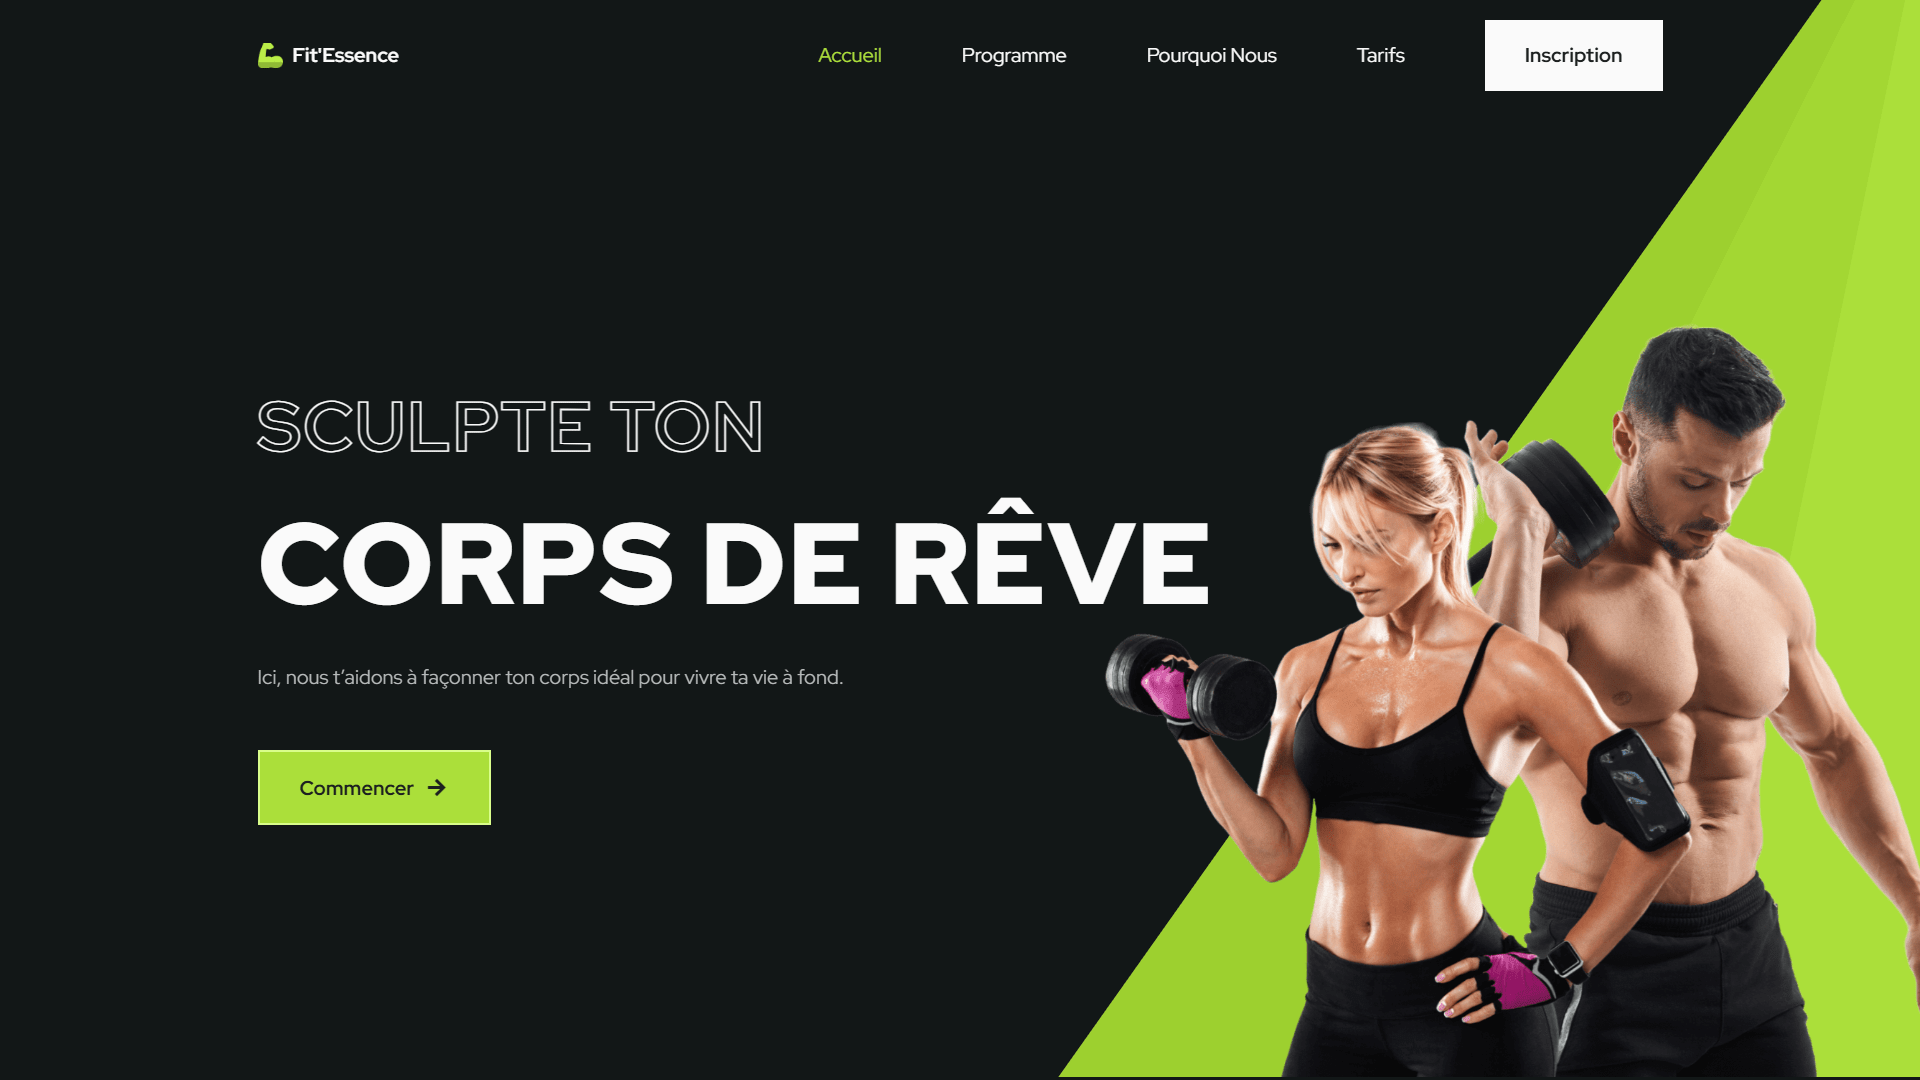 Fit'Essence
Accueil
Programme
Pourquoi Nous
Tarifs
Inscription
SCULPTE TON
CORPS DE RÊVE
Ici, nous t’aidons à façonner ton corps idéal pour vivre ta vie à fond.
Commencer